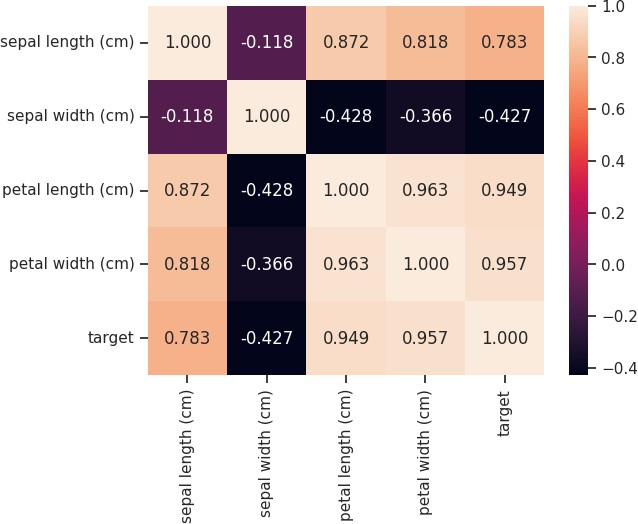 sepal length (cm) 1.000 -0.118 0.872 0.818 0.783
sepal width (cm) -0.118 1.000 -0.428 -0.366 -0.427
petal length (cm) 0.872 -0.428 1.000 0.963 0.949
petal width (cm) 0.818 -0.366 0.963 1.000 0.957
target 0.783 -0.427 0.949 0.957 1.000
sepal length (cm)
sepal width (cm)
petal length (cm)
petal width (cm)
target
1.0
0.8
0.6
0.4
0.2
0.0
−0.2
−0.4